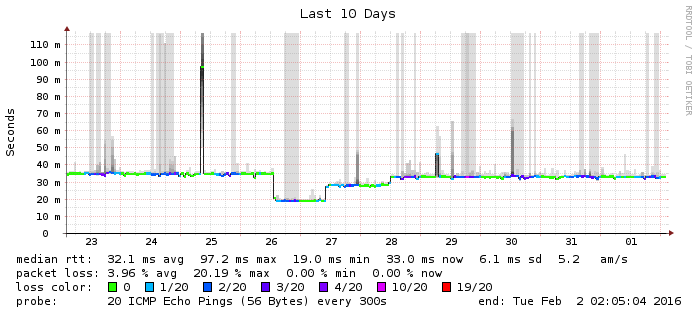 Last 10 Days
RRDTOOL / TOBI OETIKER
Seconds
110 m
100 m
90 m
80 m
70 m
60 m
50 m
40 m
30 m
20 m
10 m
0
23 24 25 26 27 28 29 30 31 01
median rtt: 32.1 ms avg 97.2 ms max 19.0 ms min 33.0 ms now 6.1 ms sd 5.2 am/s
packet loss: 3.96 % avg 20.19 % max 0.00 % min 0.00 % now
loss color: 0 1/20 2/20 3/20 4/20 10/20 19/20
probe: 20 ICMP Echo Pings (56 Bytes) every 300s end: Tue Feb 2 02:05:04 2016